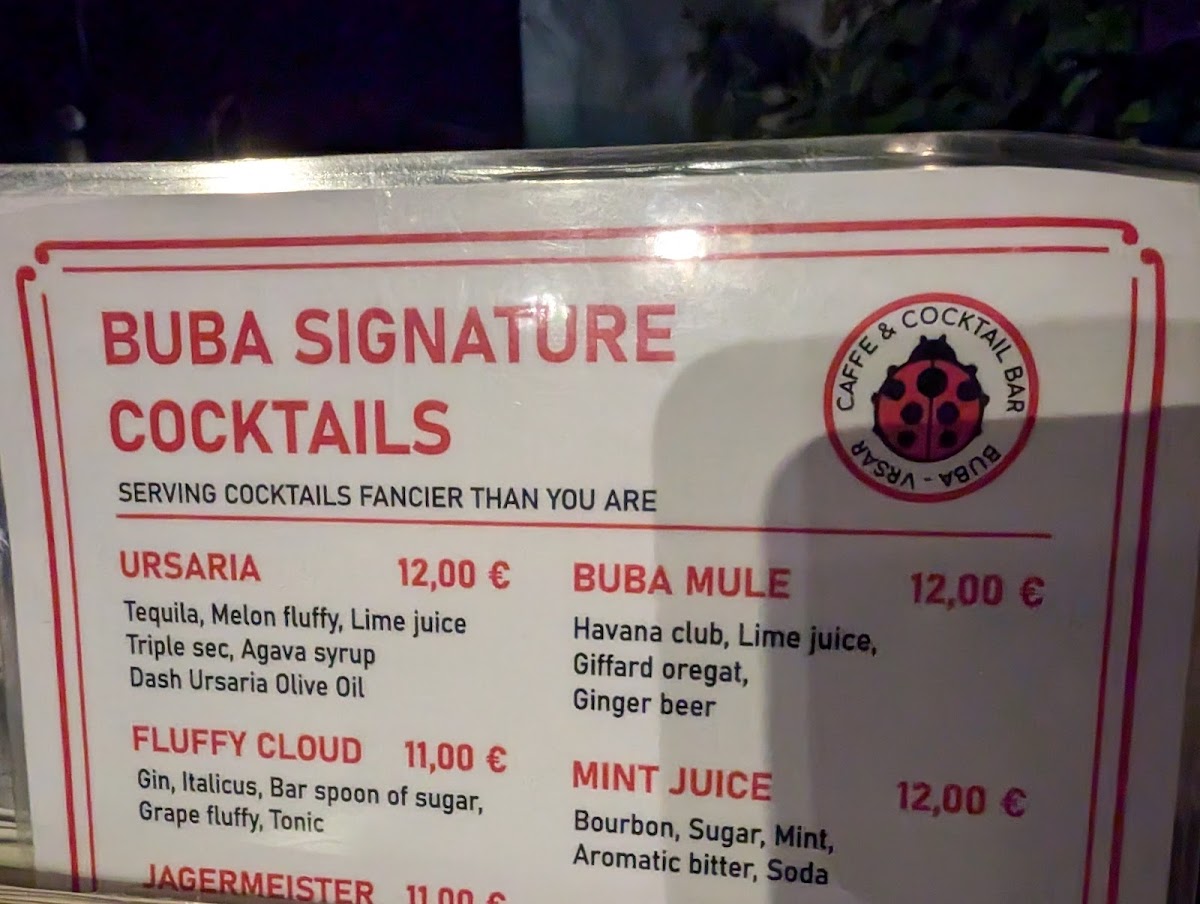 BUBA SIGNATURE
COCKTAILS
SERVING COCKTAILS FANCIER THAN YOU ARE
CAFFE & COCKTAIL BAR
BUBA - VRSAR
URSARIA 12,00 €
Tequila, Melon fluffy, Lime juice
Triple sec, Agava syrup
Dash Ursaria Olive Oil
FLUFFY CLOUD 11,00 €
Gin, Italicus, Bar spoon of sugar,
Grape fluffy, Tonic
JAGERMEISTER 11,00 €
BUBA MULE 12,00 €
Havana club, Lime juice,
Giffard oregat,
Ginger beer
MINT JUICE 12,00 €
Bourbon, Sugar, Mint,
Aromatic bitter, Soda